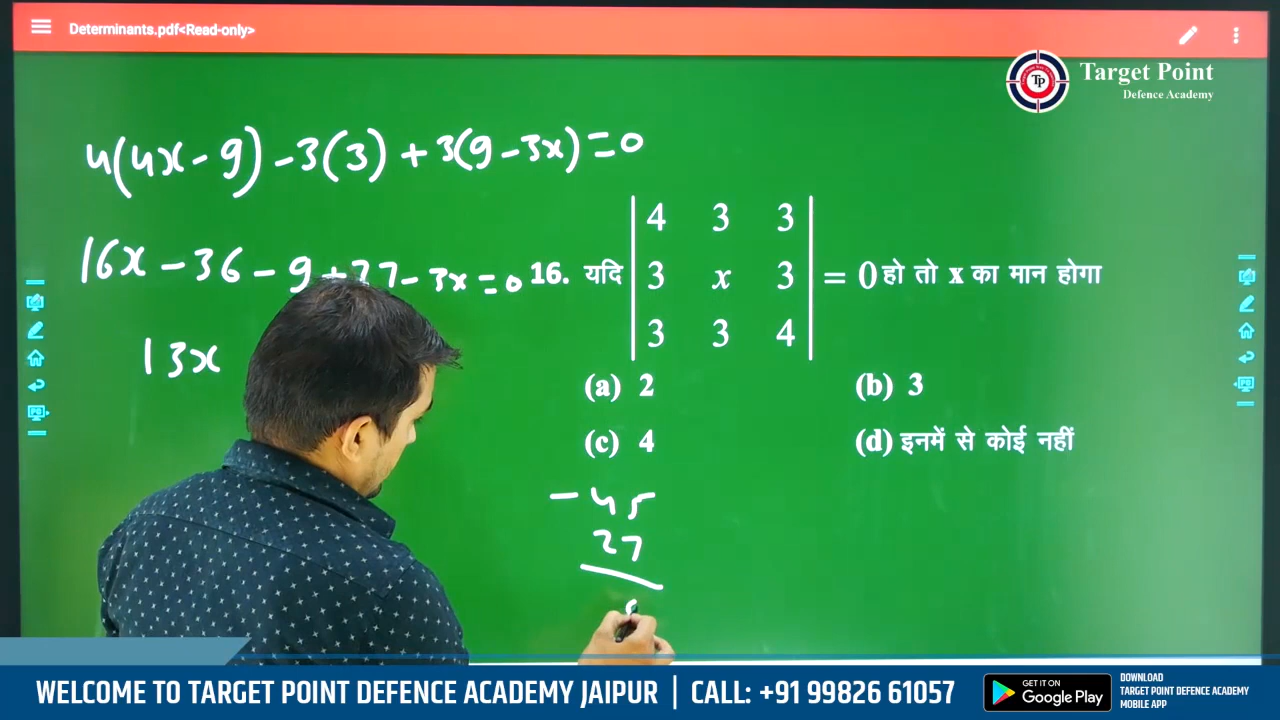 Determinants.pdf<Read-only>
TP
Target Point
Defence Academy
4(4x - 9) - 3(3) + 3(9 - 3x) = 0
16x - 36 - 9 + 27 - 3x = 0
13x
16. यदि
4 3 3
3 x 3
3 3 4
= 0 हो तो x का मान होगा
(a) 2
(b) 3
(c) 4
(d) इनमें से कोई नहीं
- 45
27
WELCOME TO TARGET POINT DEFENCE ACADEMY JAIPUR | CALL: +91 99826 61057
GET IT ON
Google Play
DOWNLOAD
TARGET POINT DEFENCE ACADEMY
MOBILE APP